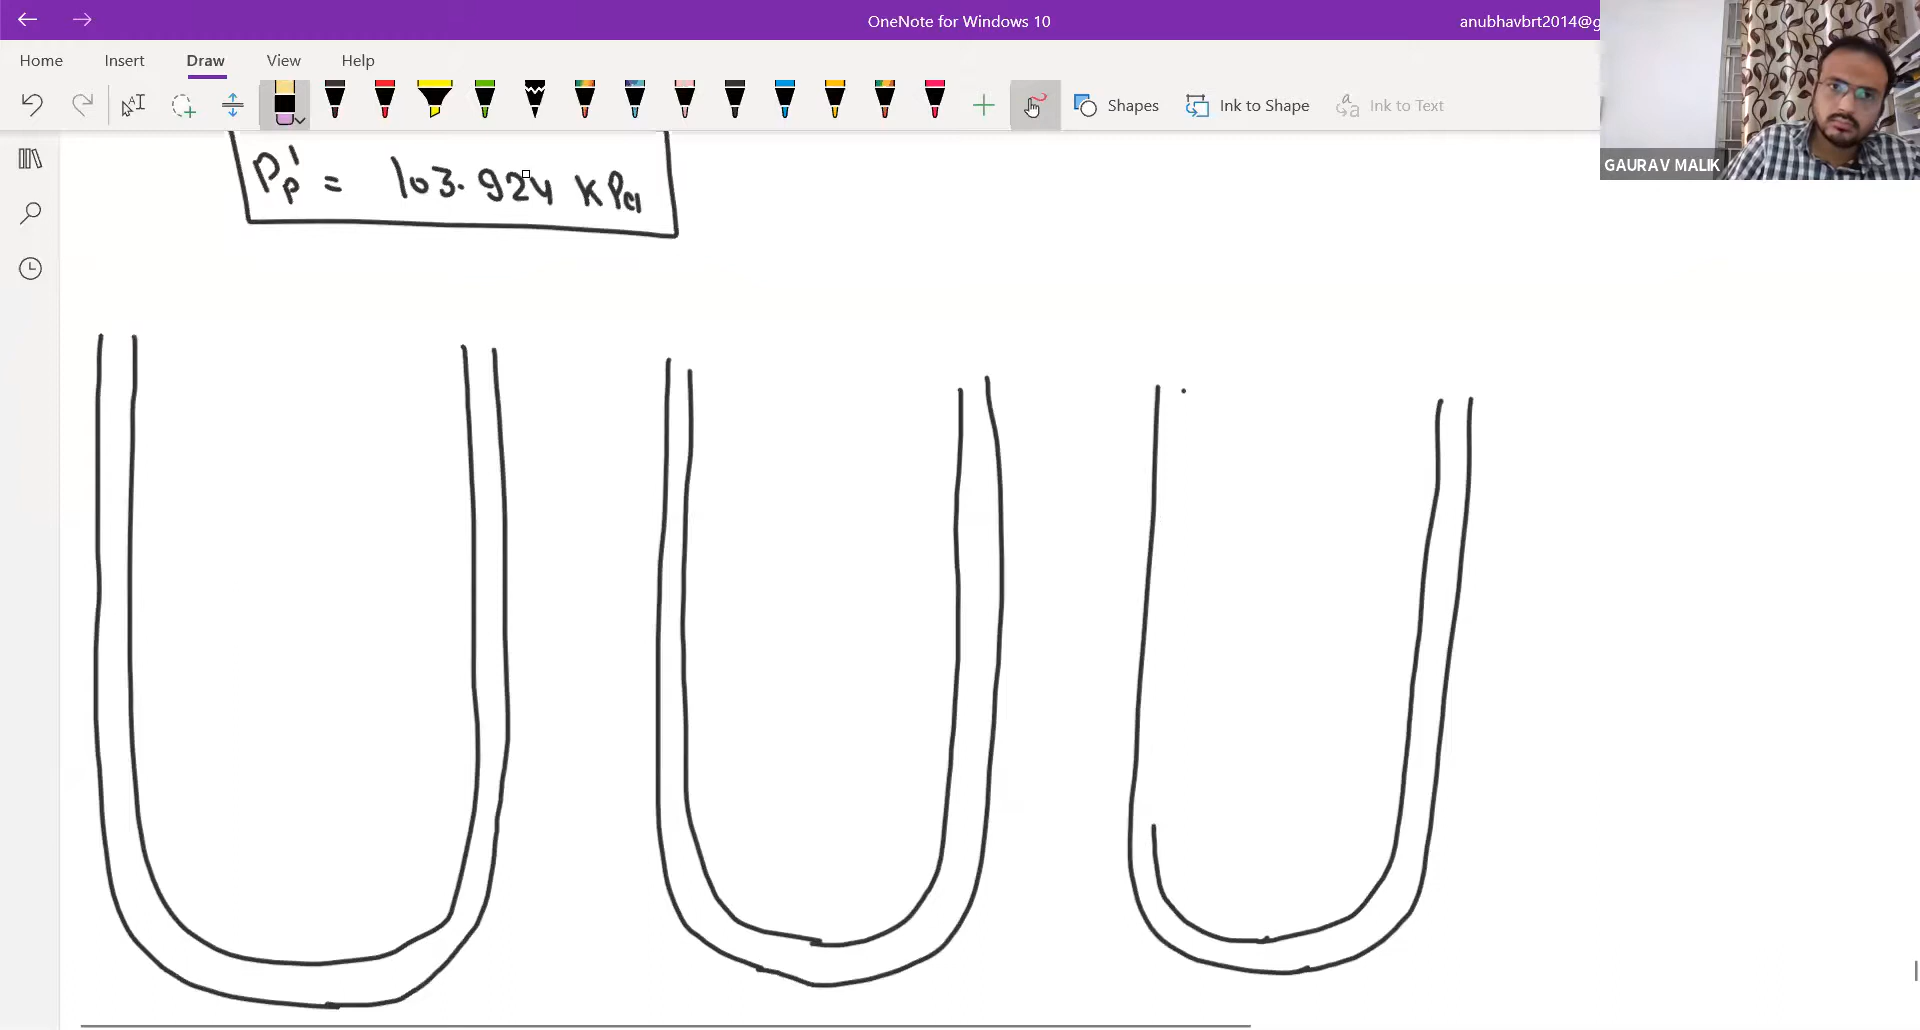 OneNote for Windows 10
anubhavbrt2014@g
Home Insert Draw View Help
Shapes Ink to Shape Ink to Text
GAURAV MALIK
Pp' = 103.924 KPa